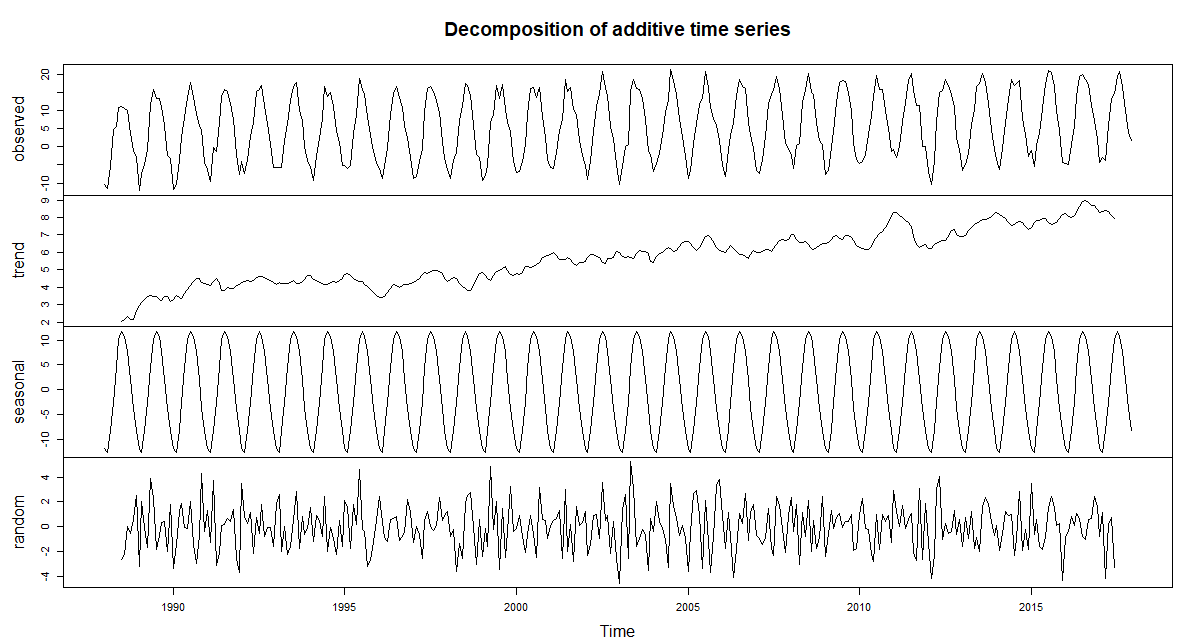 Decomposition of additive time series
observed
-10 0 5 10 20
trend
2 3 4 5 6 7 8 9
seasonal
-10 -5 0 5 10
random
-4 -2 0 2 4
1990 1995 2000 2005 2010 2015
Time